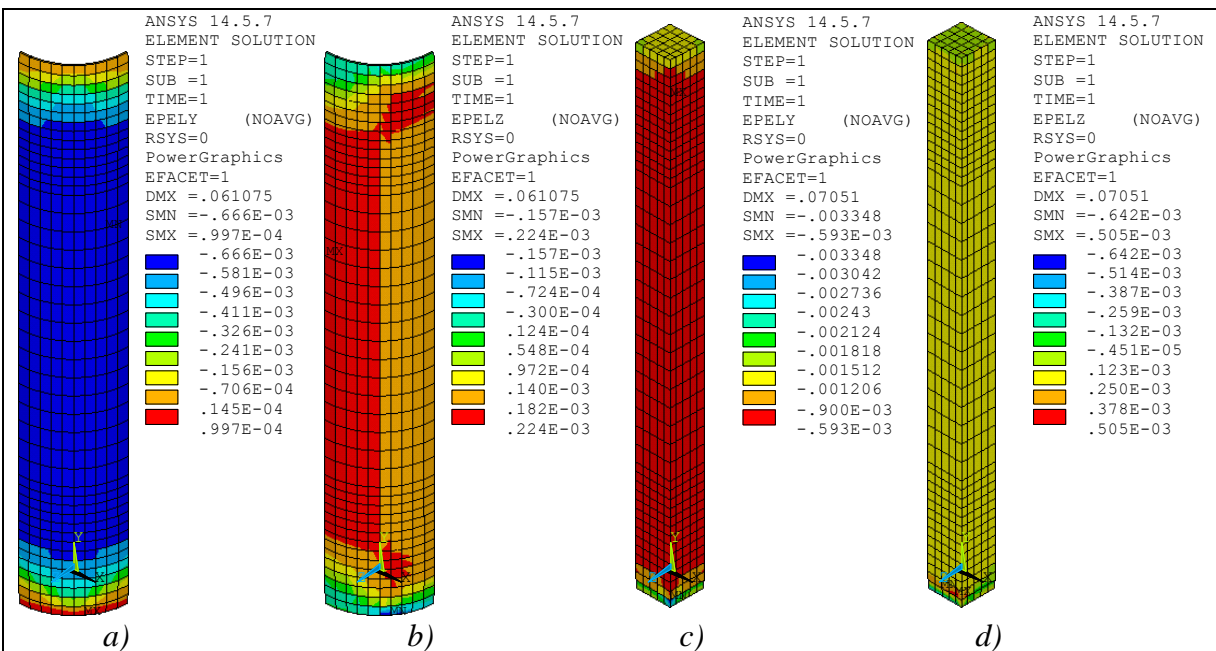 ANSYS 14.5.7
ELEMENT SOLUTION
STEP=1
SUB =1
TIME=1
EPELY (NOAVG)
RSYS=0
PowerGraphics
EFACET=1
DMX =.061075
SMN =-.666E-03
SMX =.997E-04
-.666E-03
-.581E-03
-.496E-03
-.411E-03
-.326E-03
-.241E-03
-.156E-03
-.706E-04
.145E-04
.997E-04
Y
X
a)
ANSYS 14.5.7
ELEMENT SOLUTION
STEP=1
SUB =1
TIME=1
EPELZ (NOAVG)
RSYS=0
PowerGraphics
EFACET=1
DMX =.061075
SMN =-.157E-03
SMX =.224E-03
-.157E-03
-.115E-03
-.724E-04
-.300E-04
.124E-04
.548E-04
.972E-04
.140E-03
.182E-03
.224E-03
MX
Y
X
MN
b)
ANSYS 14.5.7
ELEMENT SOLUTION
STEP=1
SUB =1
TIME=1
EPELY (NOAVG)
RSYS=0
PowerGraphics
EFACET=1
DMX =.07051
SMN =-.003348
SMX =-.593E-03
-.003348
-.003042
-.002736
-.00243
-.002124
-.001818
-.001512
-.001206
-.900E-03
-.593E-03
Y
X
c)
ANSYS 14.5.7
ELEMENT SOLUTION
STEP=1
SUB =1
TIME=1
EPELZ (NOAVG)
RSYS=0
PowerGraphics
EFACET=1
DMX =.07051
SMN =-.642E-03
SMX =.505E-03
-.642E-03
-.514E-03
-.387E-03
-.259E-03
-.132E-03
-.451E-05
.123E-03
.250E-03
.378E-03
.505E-03
Y
X
d)